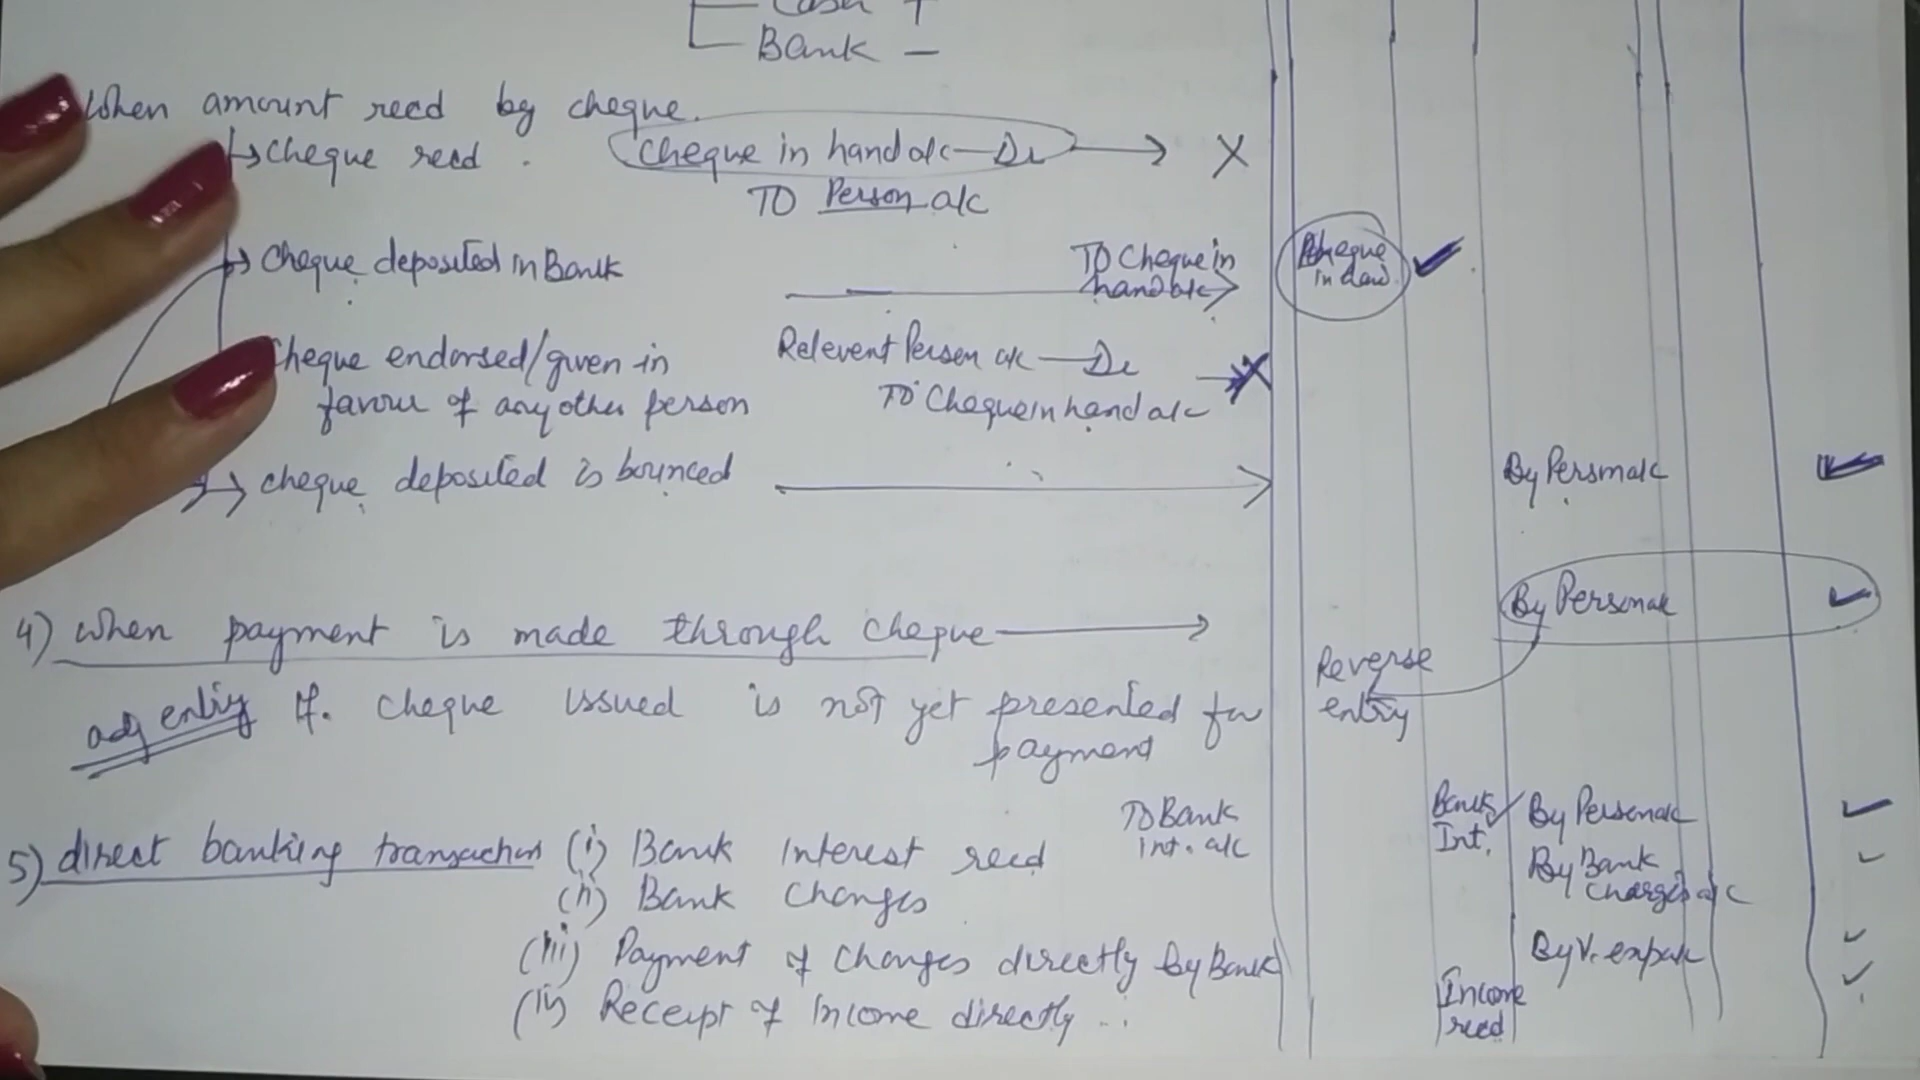 Cash +
Bank —
When amount recd by cheque.
Cheque recd. Cheque in hand a/c — Dr X
TO Person a/c
Cheque deposited in Bank TO Cheque in hand a/c Cheque in
Cheque endorsed/given in Relevent Person a/c — Dr X
favour of any other person TO Cheque in hand a/c
cheque deposited is bounced By Person a/c
4) when payment is made through cheque By Person a/c
Reverse entry
adj entry if cheque issued is not yet presented for
payment
5) direct banking transaction (i) Bank interest recd TO Bank int. a/c Bank Int. By Person a/c
(ii) Bank Charges By Bank Charges a/c
(iii) Payment of Charges directly By Bank By V. exp a/c
(iv) Receipt of Income directly .. Income recd